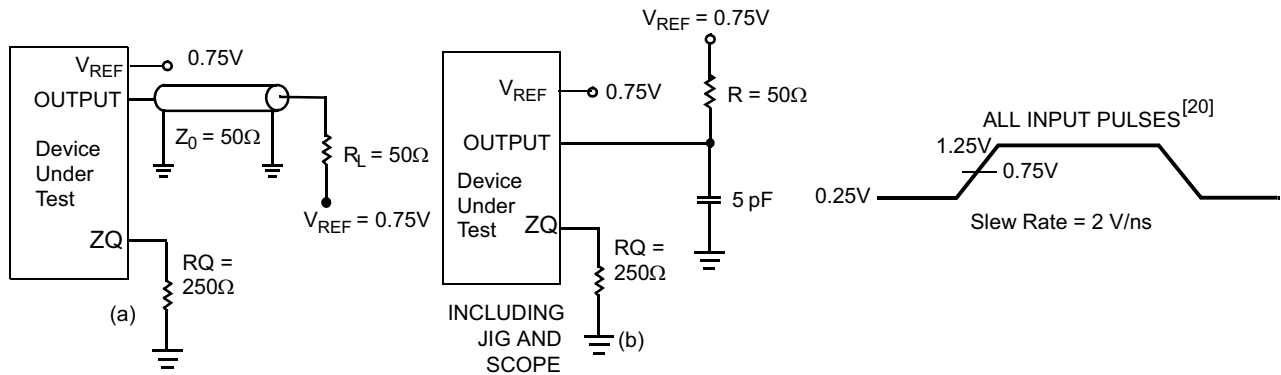 V_REF
0.75V
OUTPUT
Z₀ = 50Ω
Device
Under
Test
R_L = 50Ω
V_REF = 0.75V
ZQ
RQ =
250Ω
(a)
V_REF = 0.75V
V_REF
0.75V
R = 50Ω
OUTPUT
Device
Under
Test
5 pF
ZQ
RQ =
250Ω
INCLUDING
JIG AND
SCOPE
(b)
ALL INPUT PULSES[20]
1.25V
0.75V
0.25V
Slew Rate = 2 V/ns